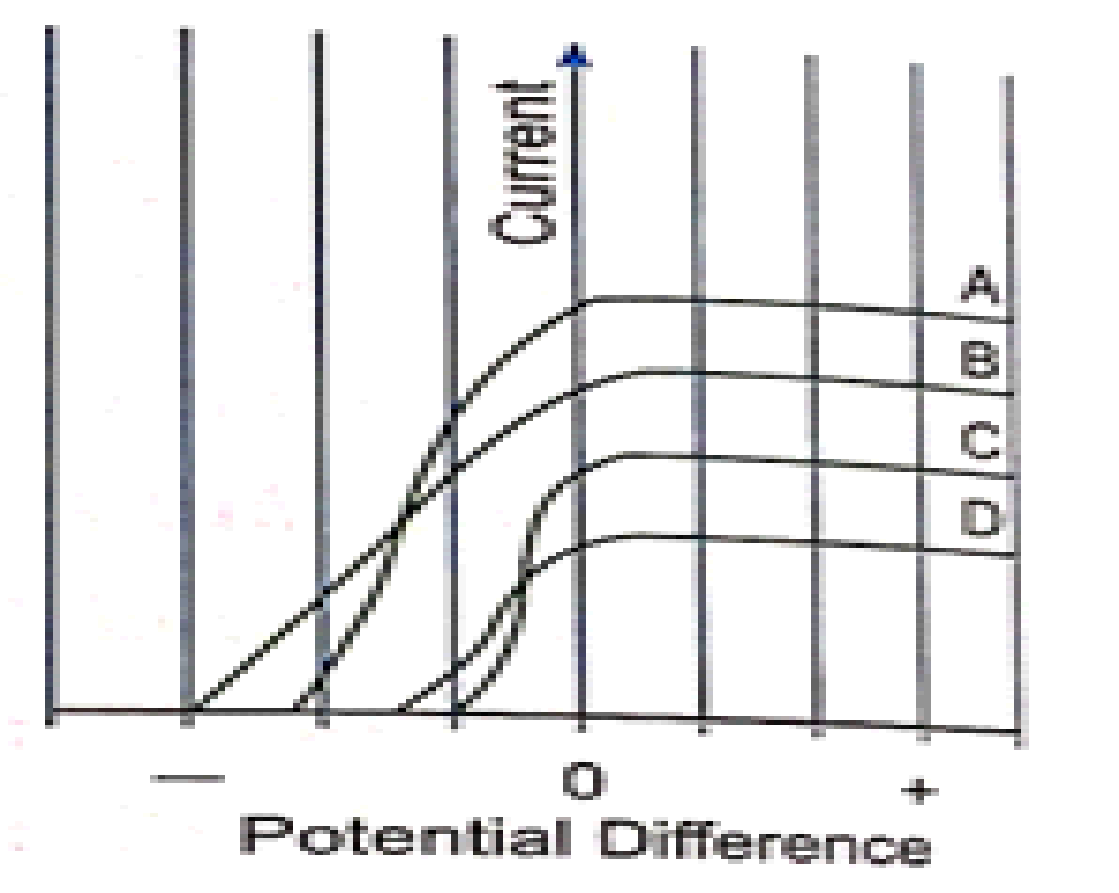 Current
A
B
C
D
— 0 +
Potential Difference